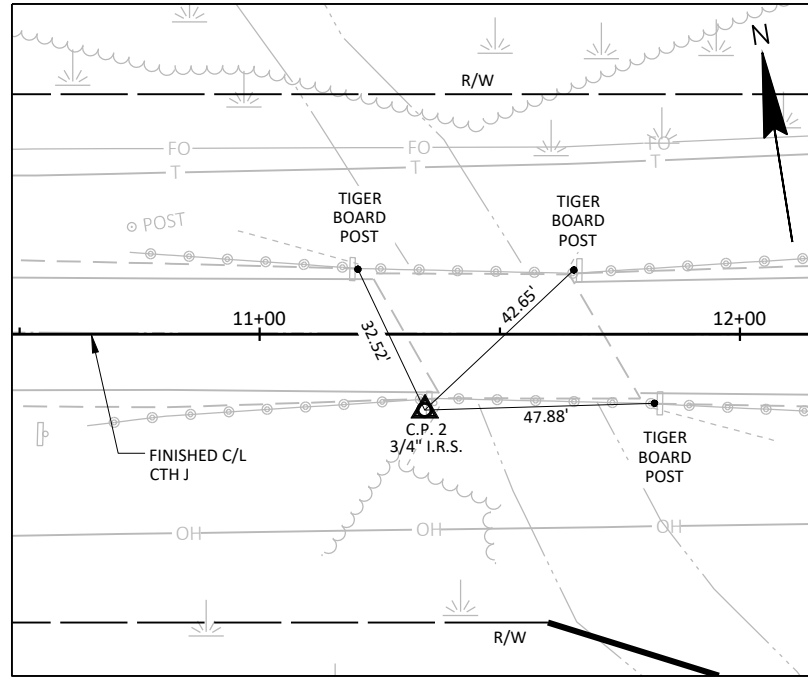 N
R/W
FO
FO
FO
T
T
T
TIGER
BOARD
POST
TIGER
BOARD
POST
POST
11+00
12+00
32.52'
42.65'
47.88'
C.P. 2
3/4" I.R.S.
TIGER
BOARD
POST
FINISHED C/L
CTH J
OH
OH
OH
R/W